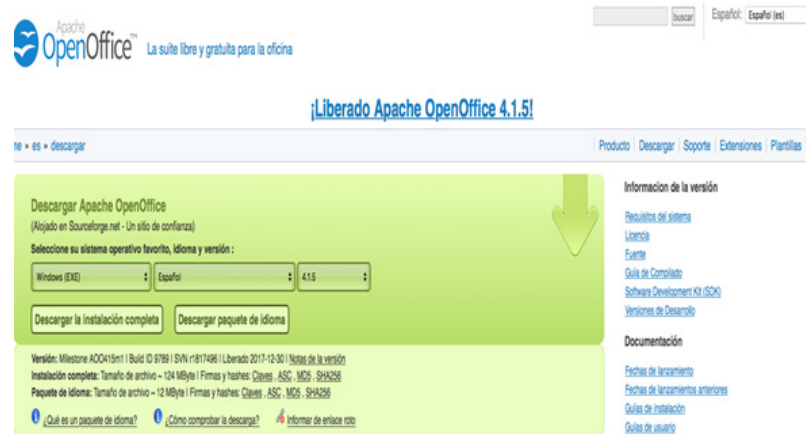 Apache
OpenOffice™ La suite libre y gratuita para la oficina
buscar Español: Español (es)
¡Liberado Apache OpenOffice 4.1.5!
me » es » descargar
Producto Descargar Soporte Extensiones Plantillas
Descargar Apache OpenOffice
(Alojado en Sourceforge.net - Un sitio de confianza)
Seleccione su sistema operativo favorito, idioma y versión :
Windows (EXE) Español 4.1.5
Descargar la instalación completa Descargar paquete de idioma
Versión: Milestone AOO415m1 | Build ID 9789 | SVN r1817496 | Liberado 2017-12-30 | Notas de la versión
Instalación completa: Tamaño de archivo ~ 124 MByte | Firmas y hashes: Claves , ASC , MD5 , SHA256
Paquete de idioma: Tamaño de archivo ~ 12 MByte | Firmas y hashes: Claves , ASC , MD5 , SHA256
¿Qué es un paquete de idioma? ¿Cómo comprobar la descarga? Informar de enlace roto
Informacion de la versión
Requisitos del sistema
Licencia
Fuente
Guía de Compilado
Software Development Kit (SDK)
Versiones de Desarrollo
Documentación
Fechas de lanzamiento
Fechas de lanzamientos anteriores
Guías de instalación
Guías de usuario